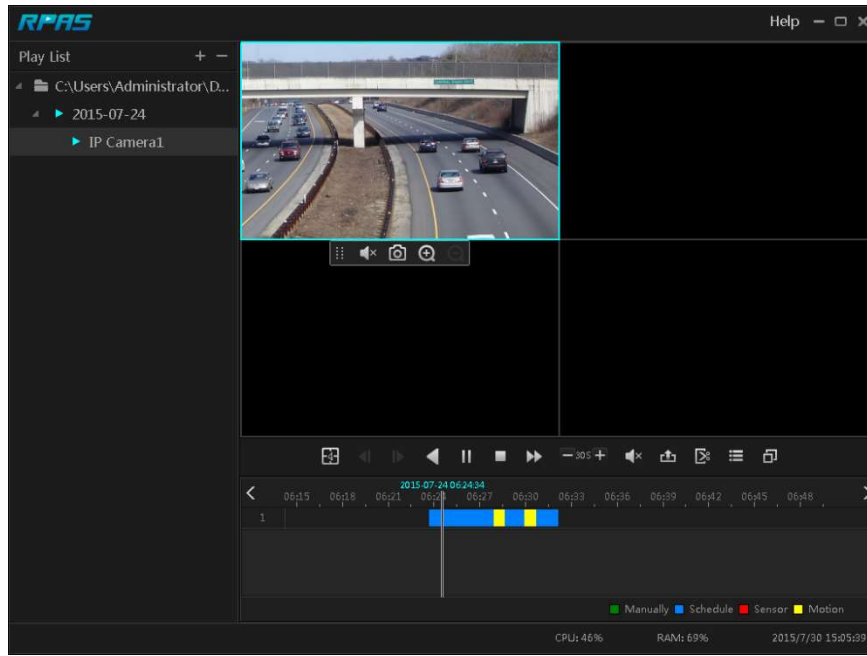 RPAS
Help
Play List + −
C:\Users\Administrator\D...
2015-07-24
IP Camera1
30S
2015-07-24 06:24:34
06:15 06:18 06:21 06:24 06:27 06:30 06:33 06:36 06:39 06:42 06:45 06:48
1
Manually Schedule Sensor Motion
CPU: 46% RAM: 69% 2015/7/30 15:05:39